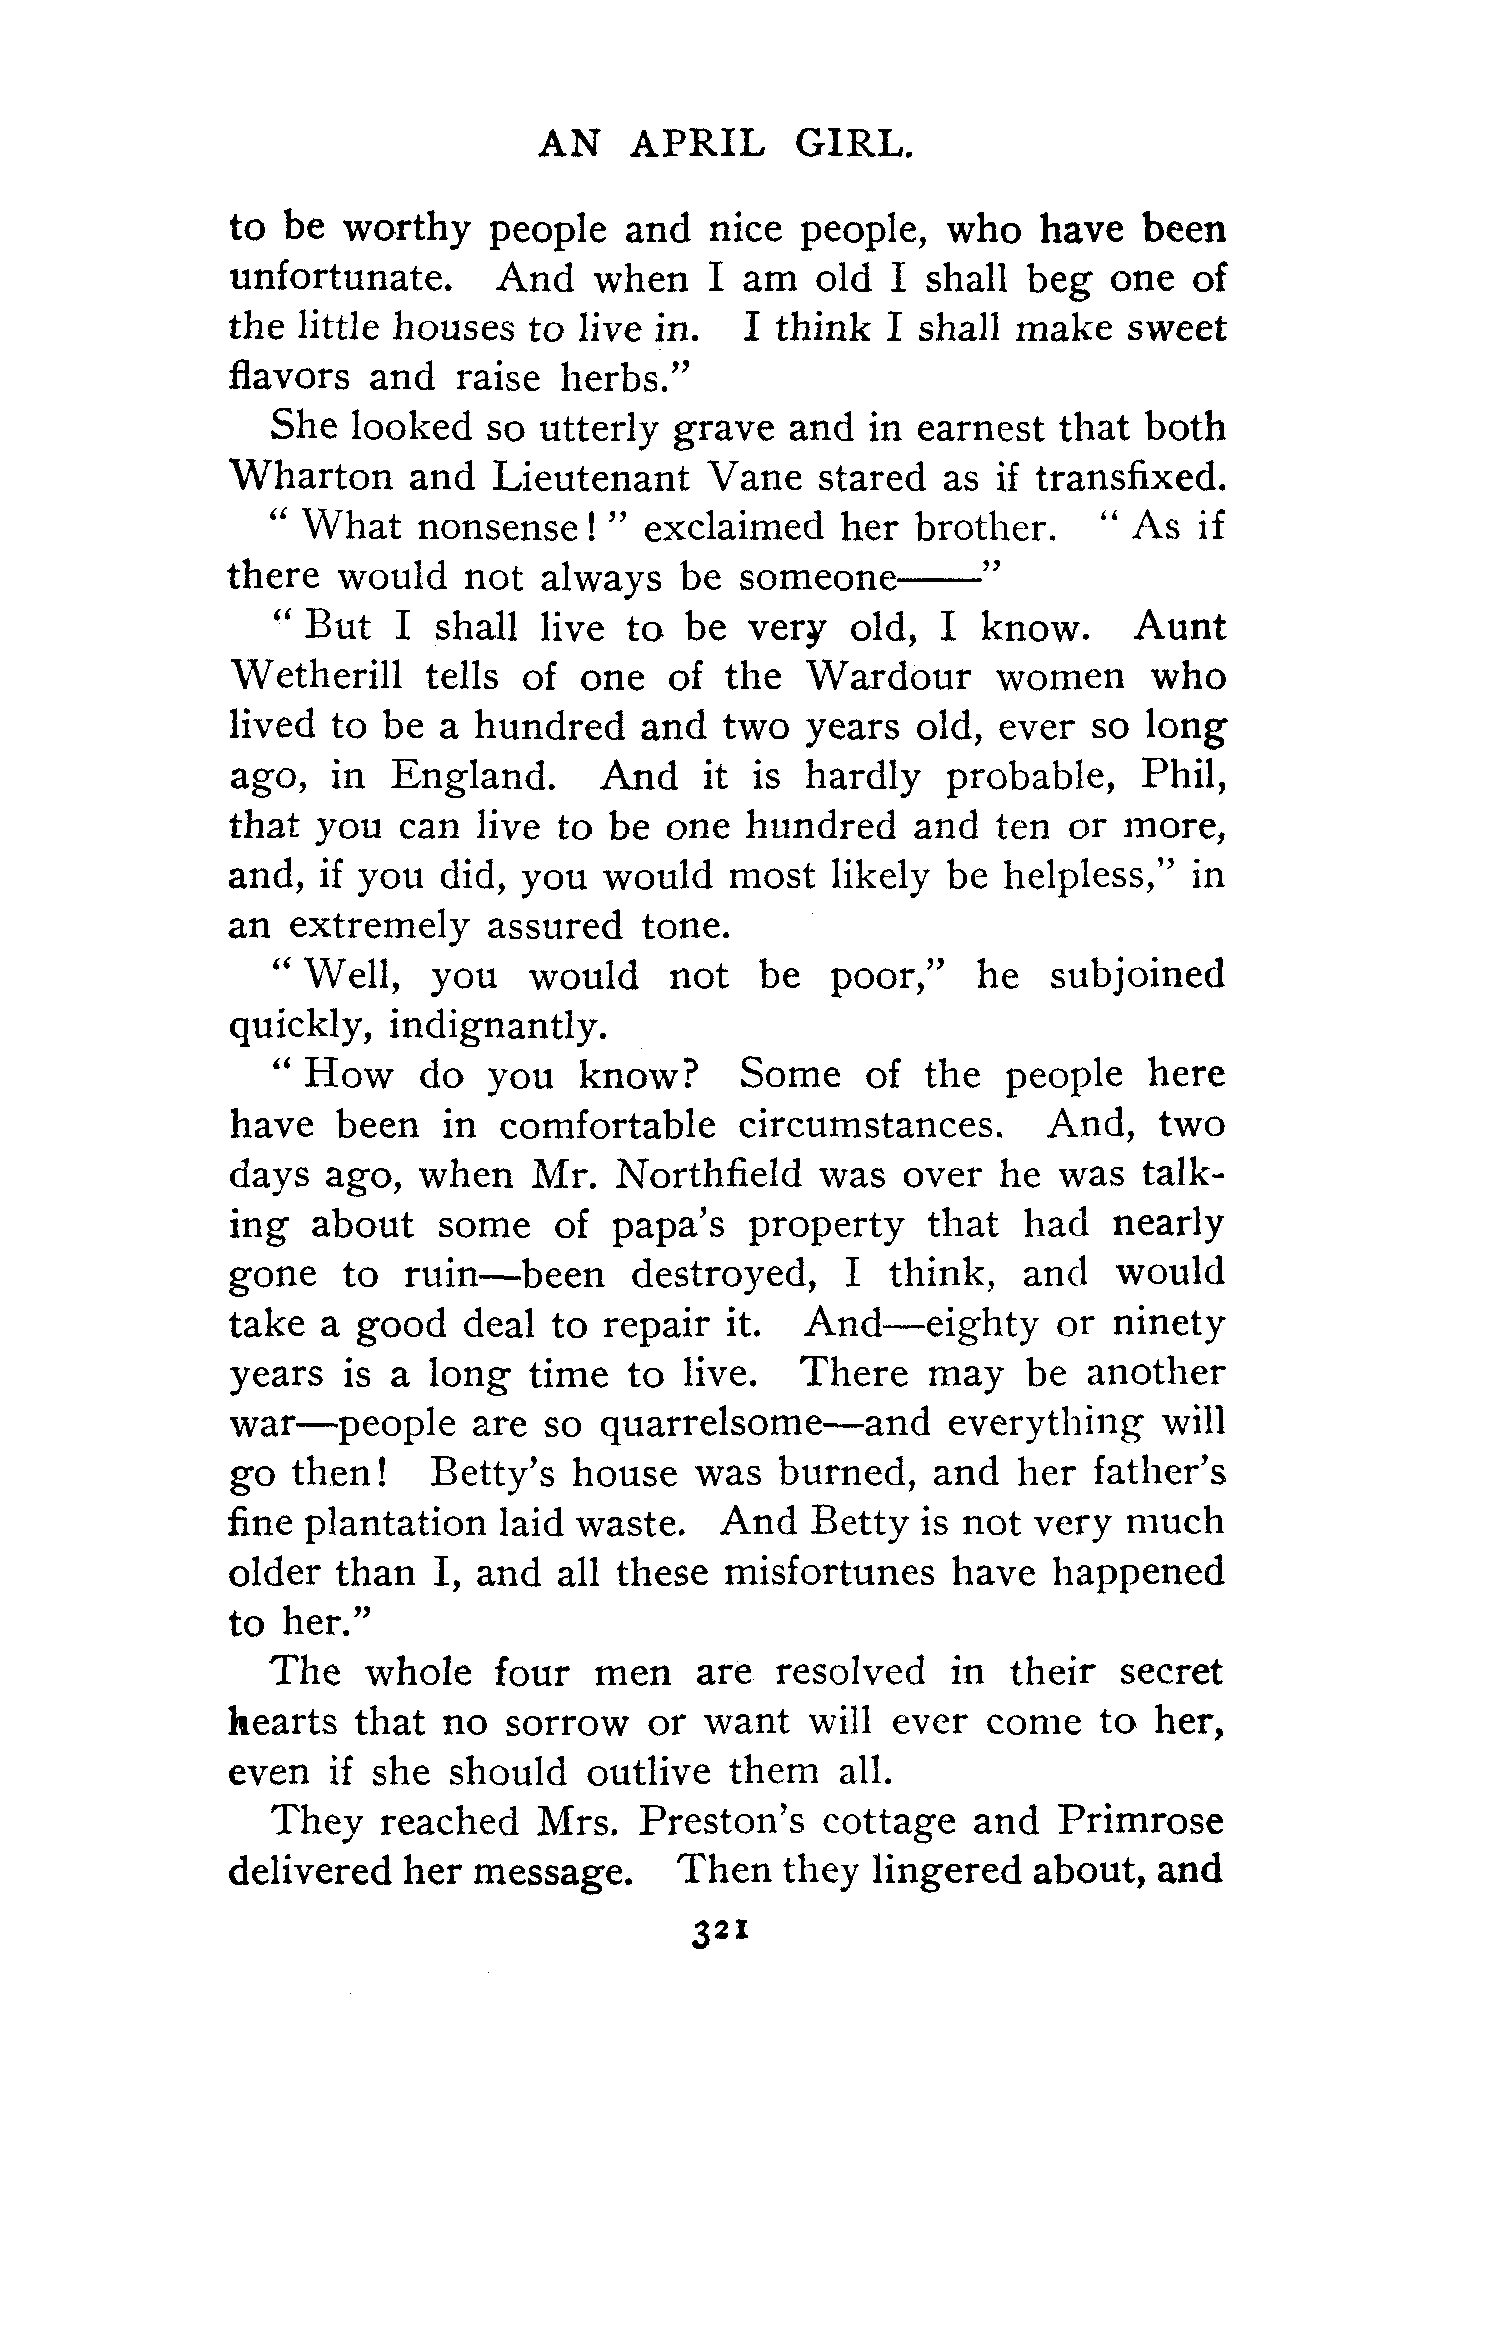 AN APRIL GIRL.
to be worthy people and nice people, who have been
unfortunate. And when I am old I shall beg one of
the little houses to live in. I think I shall make sweet
flavors and raise herbs.”
She looked so utterly grave and in earnest that both
Wharton and Lieutenant Vane stared as if transfixed.
“ What nonsense ! ” exclaimed her brother. “ As if
there would not always be someone——”
“ But I shall live to be very old, I know. Aunt
Wetherill tells of one of the Wardour women who
lived to be a hundred and two years old, ever so long
ago, in England. And it is hardly probable, Phil,
that you can live to be one hundred and ten or more,
and, if you did, you would most likely be helpless,” in
an extremely assured tone.
“ Well, you would not be poor,” he subjoined
quickly, indignantly.
“ How do you know? Some of the people here
have been in comfortable circumstances. And, two
days ago, when Mr. Northfield was over he was talk-
ing about some of papa’s property that had nearly
gone to ruin—been destroyed, I think, and would
take a good deal to repair it. And—eighty or ninety
years is a long time to live. There may be another
war—people are so quarrelsome—and everything will
go then! Betty’s house was burned, and her father’s
fine plantation laid waste. And Betty is not very much
older than I, and all these misfortunes have happened
to her.”
The whole four men are resolved in their secret
hearts that no sorrow or want will ever come to her,
even if she should outlive them all.
They reached Mrs. Preston’s cottage and Primrose
delivered her message. Then they lingered about, and
321